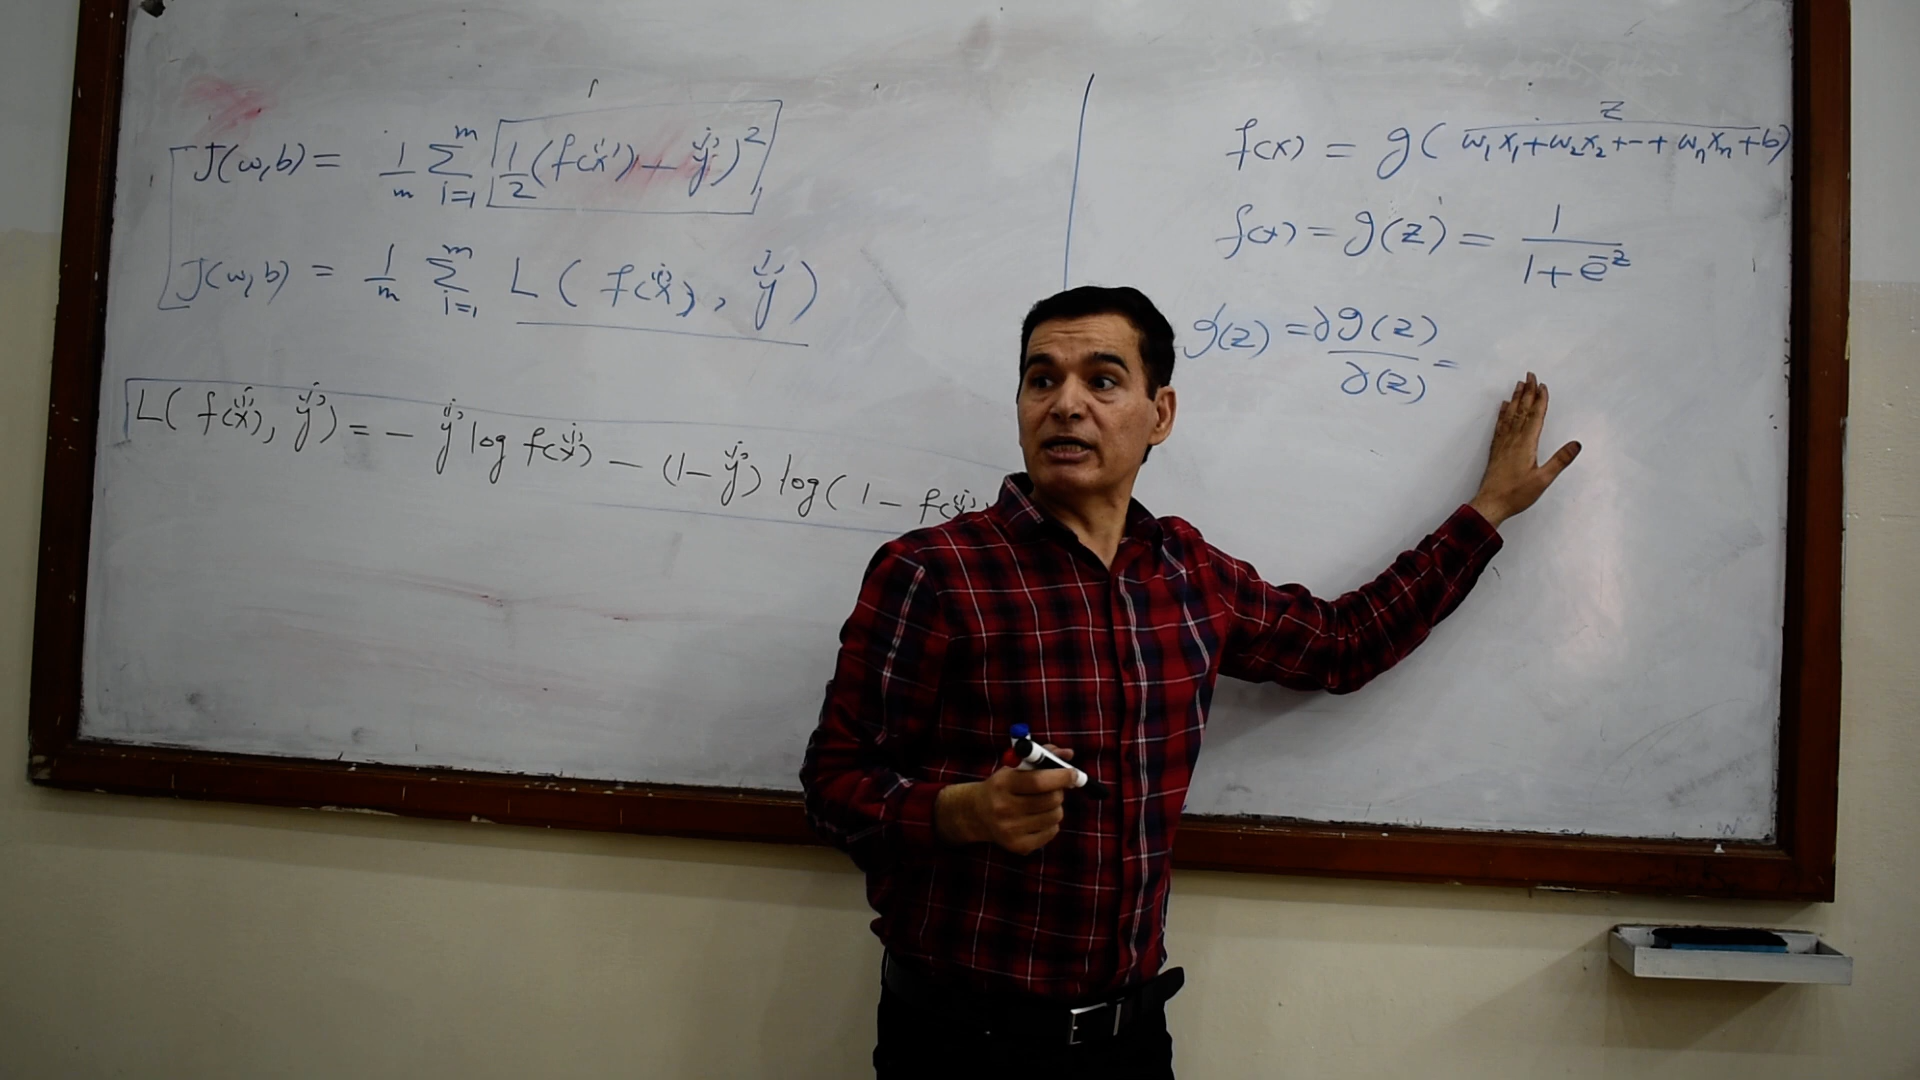 J(w,b) = 1/m Σ_{i=1}^{m} 1/2 (f(x^(i)) - y^(i))^2
J(w,b) = 1/m Σ_{i=1}^{m} L( f(x^(i)), y^(i))
L( f(x^(i)), y^(i)) = - y^(i) log f(x^(i)) - (1- y^(i)) log( 1 - f(x^(i))
z
f(x) = g( w₁x₁+w₂x₂+--+ wₙxₙ+b)
f(x) = g(z) = 1/(1+e^-z)
g'(z) = ∂g(z)/∂(z) =